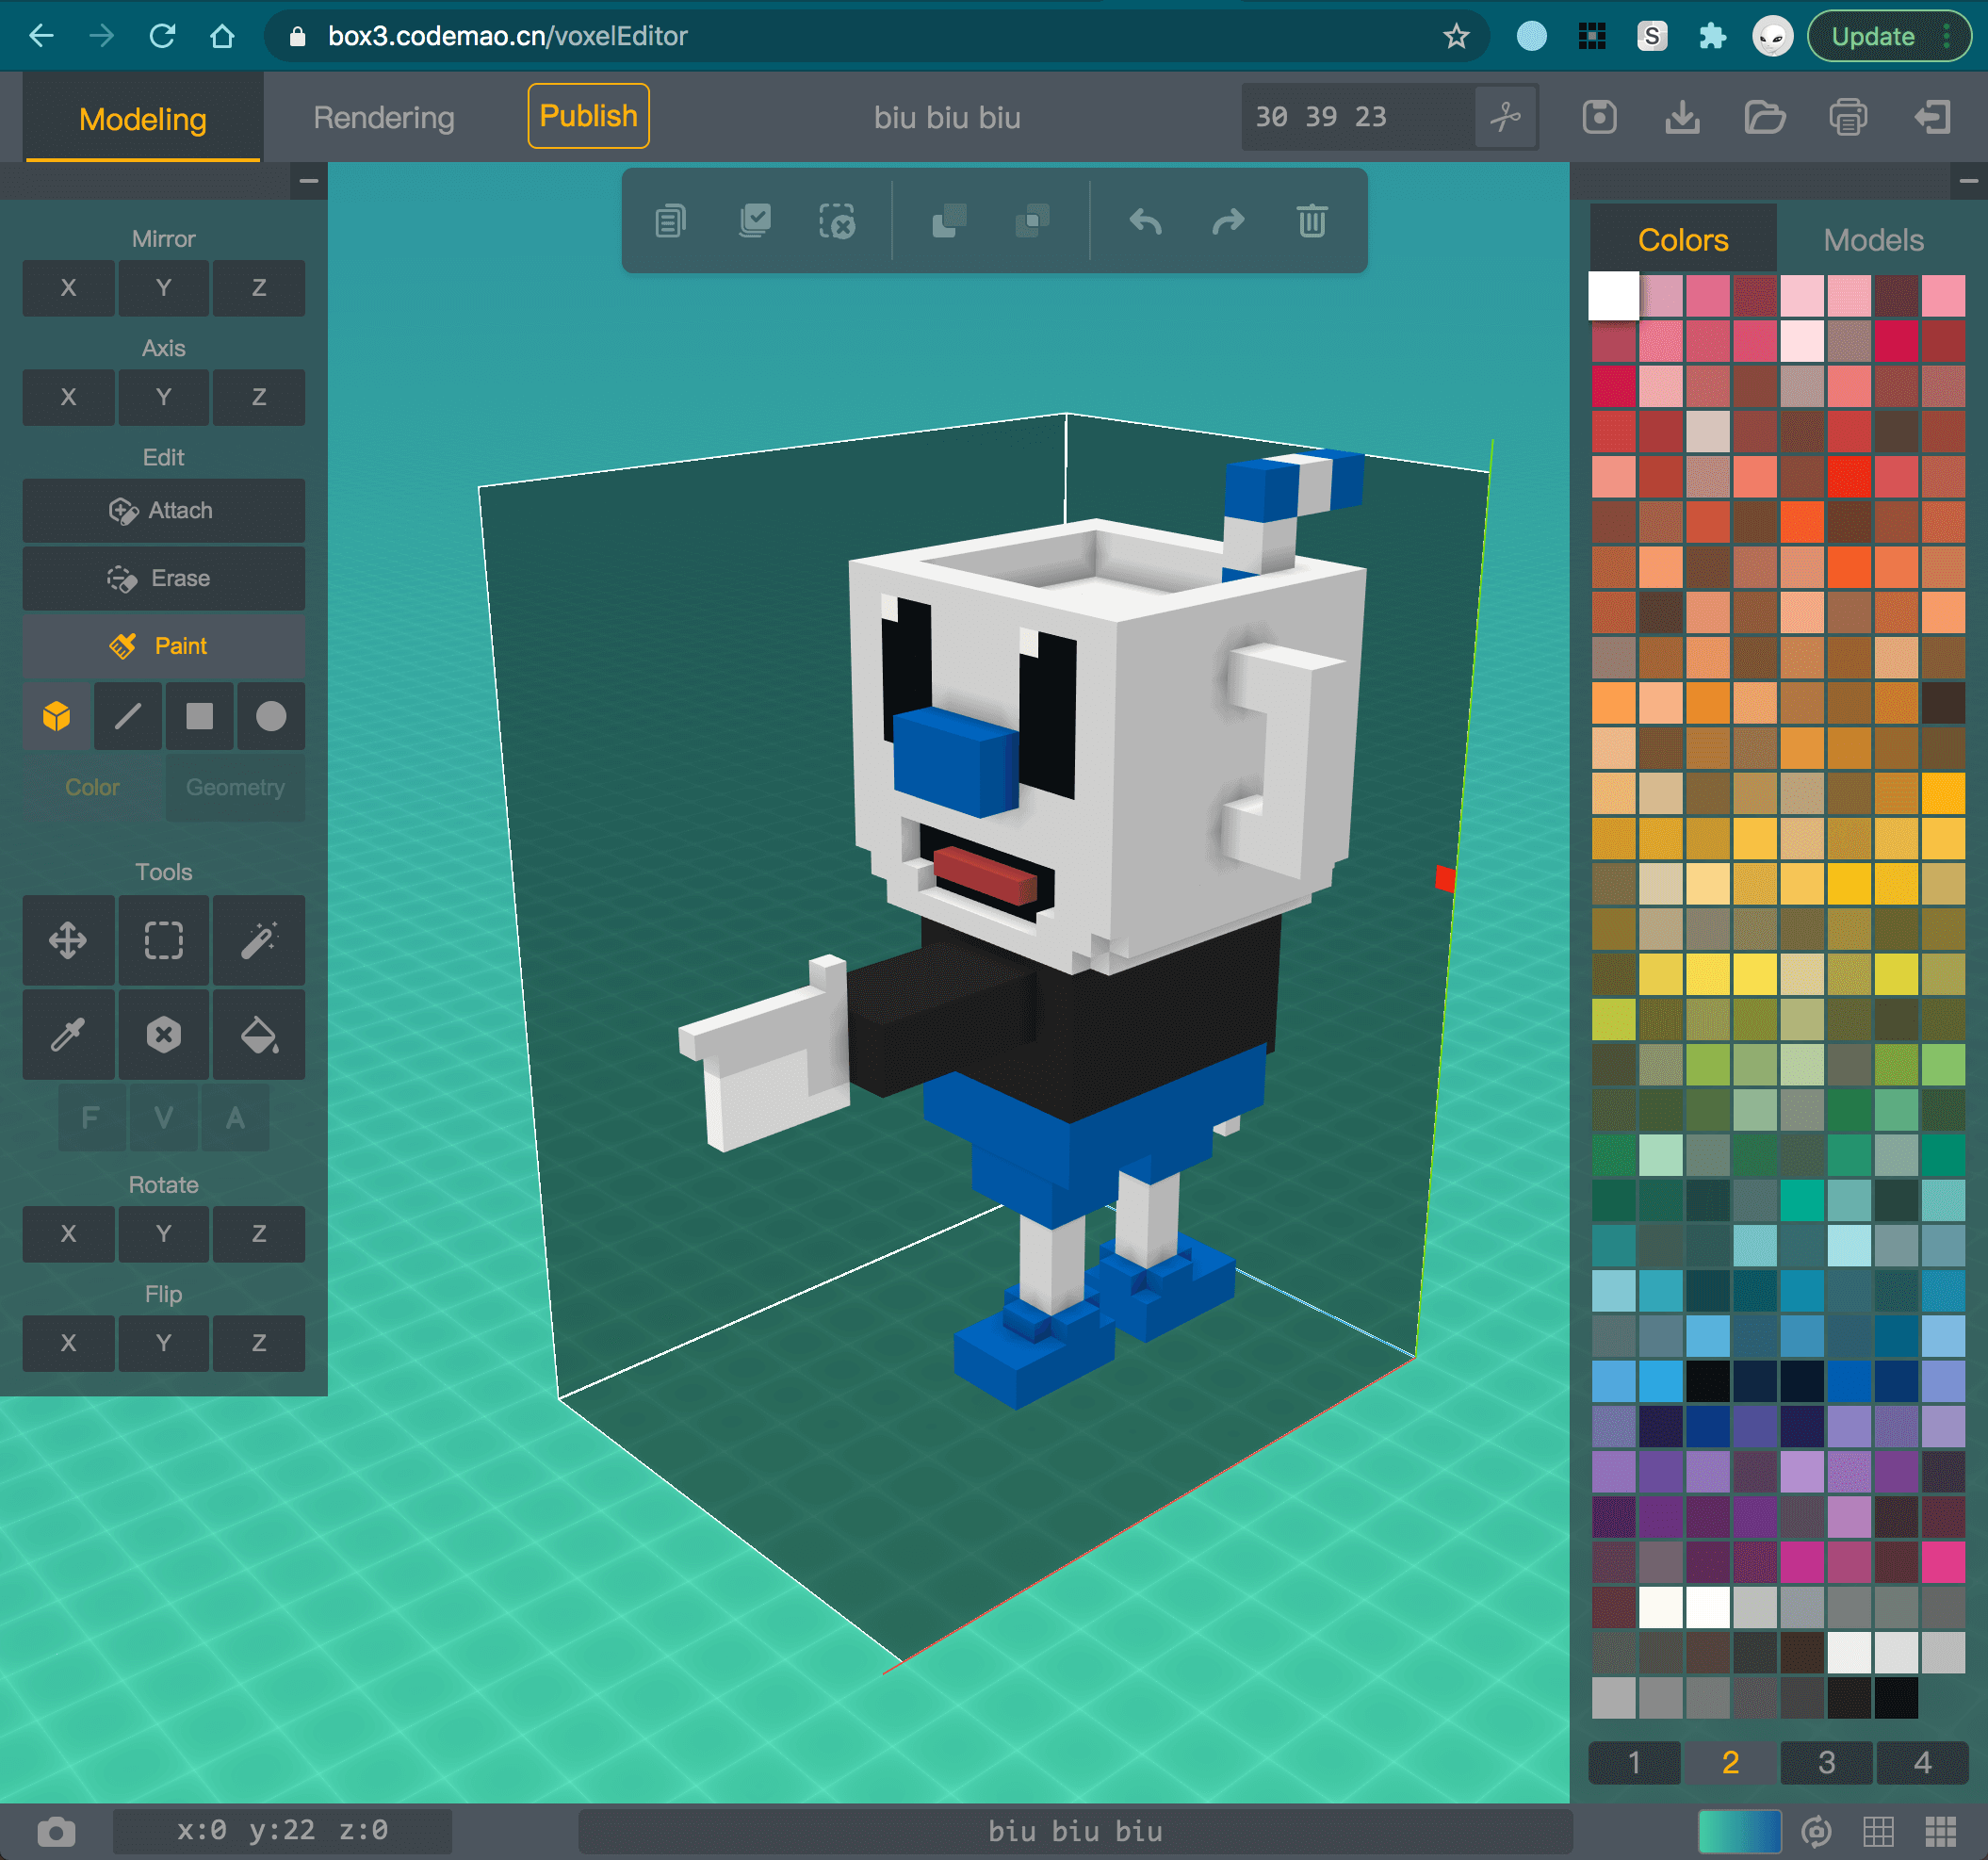 box3.codemao.cn/voxelEditor
S
Update
Modeling
Rendering
Publish
biu biu biu
30 39 23
Mirror
X Y Z
Axis
X Y Z
Edit
Attach
Erase
Paint
Color
Geometry
Tools
F V A
Rotate
X Y Z
Flip
X Y Z
Colors
Models
1 2 3 4
x:0 y:22 z:0
biu biu biu